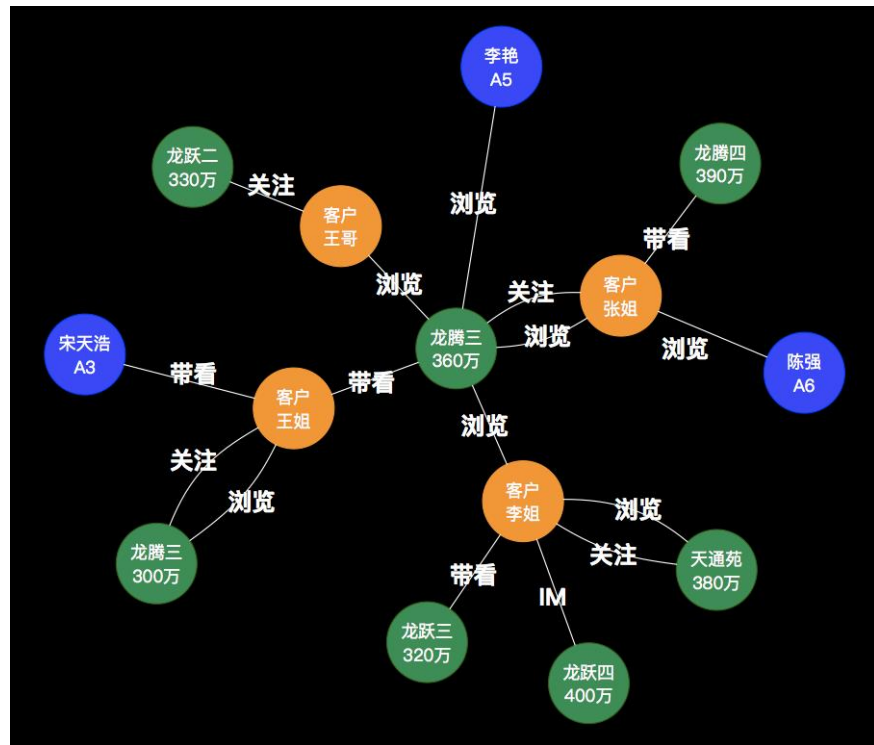 李艳
A5
龙跃二
330万
关注
客户
王哥
浏览
浏览
龙腾四
390万
带看
客户
张姐
关注
浏览
浏览
陈强
A6
龙腾三
360万
宋天浩
A3
带看
客户
王姐
带看
关注
浏览
龙腾三
300万
浏览
客户
李姐
浏览
关注
天通苑
380万
带看
IM
龙跃三
320万
龙跃四
400万